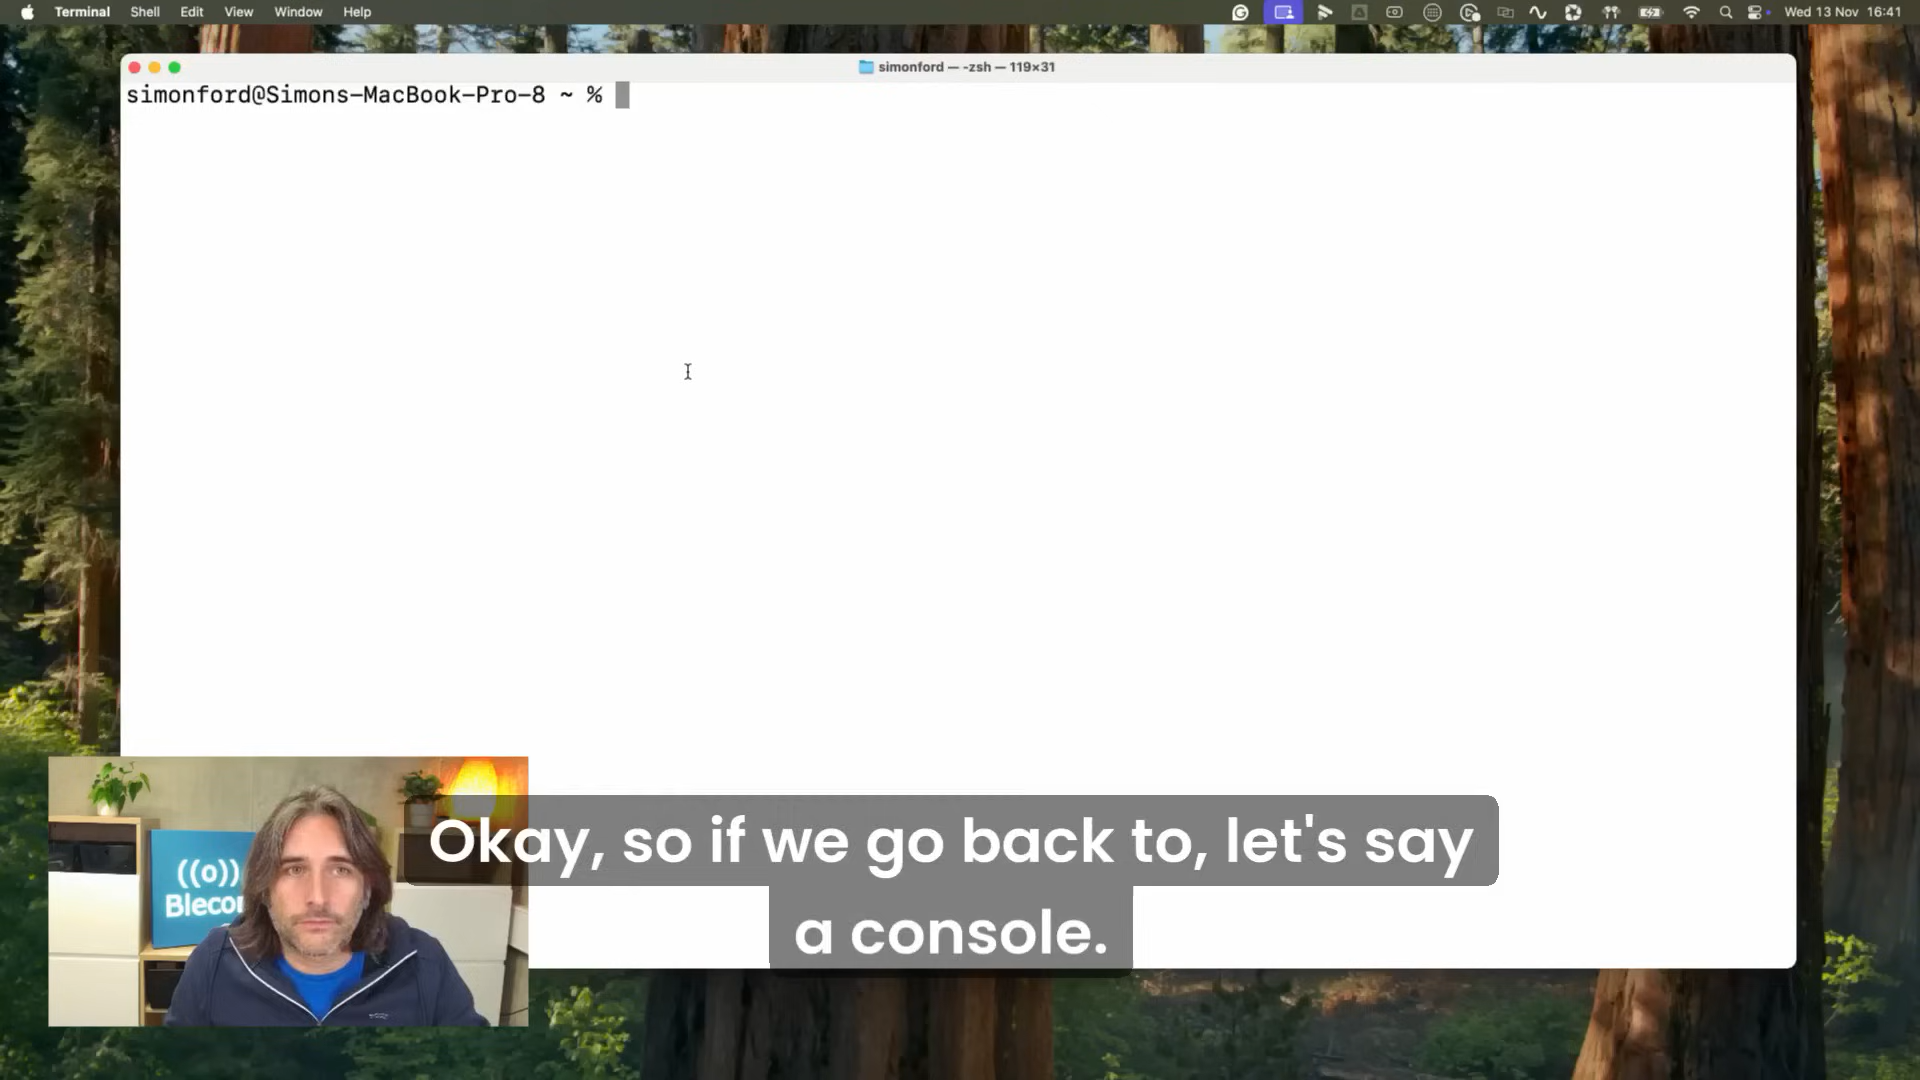 Terminal Shell Edit View Window Help Wed 13 Nov 16:41
simonford — -zsh — 119×31
simonford@Simons-MacBook-Pro-8 ~ %
((o))
Okay, so if we go back to, let's say
a console.